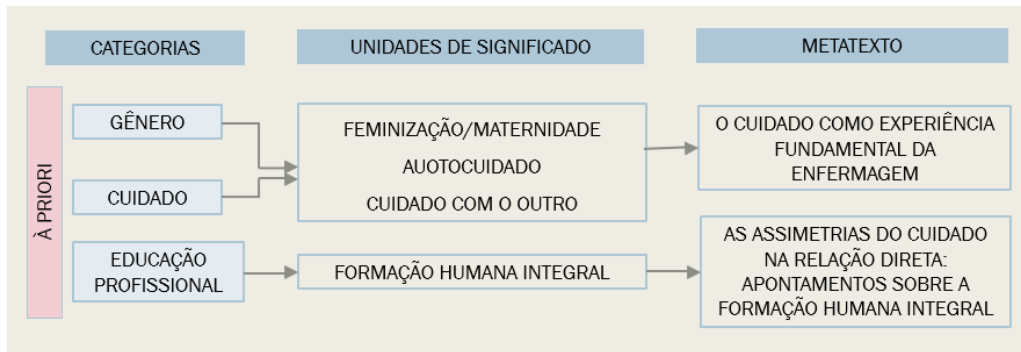 CATEGORIAS
UNIDADES DE SIGNIFICADO
METATEXTO
À PRIORI
GÊNERO
CUIDADO
EDUCAÇÃO
PROFISSIONAL
FEMINIZAÇÃO/MATERNIDADE
AUOTOCUIDADO
CUIDADO COM O OUTRO
FORMAÇÃO HUMANA INTEGRAL
O CUIDADO COMO EXPERIÊNCIA
FUNDAMENTAL DA
ENFERMAGEM
AS ASSIMETRIAS DO CUIDADO
NA RELAÇÃO DIRETA:
APONTAMENTOS SOBRE A
FORMAÇÃO HUMANA INTEGRAL